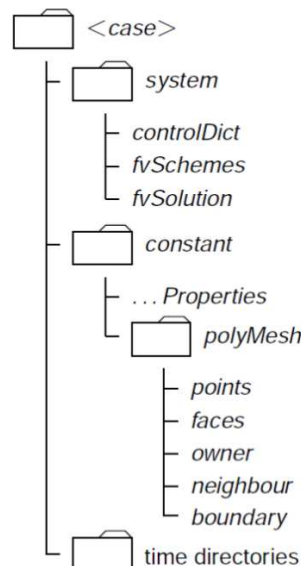 <case>
system
controlDict
fvSchemes
fvSolution
constant
...Properties
polyMesh
points
faces
owner
neighbour
boundary
time directories